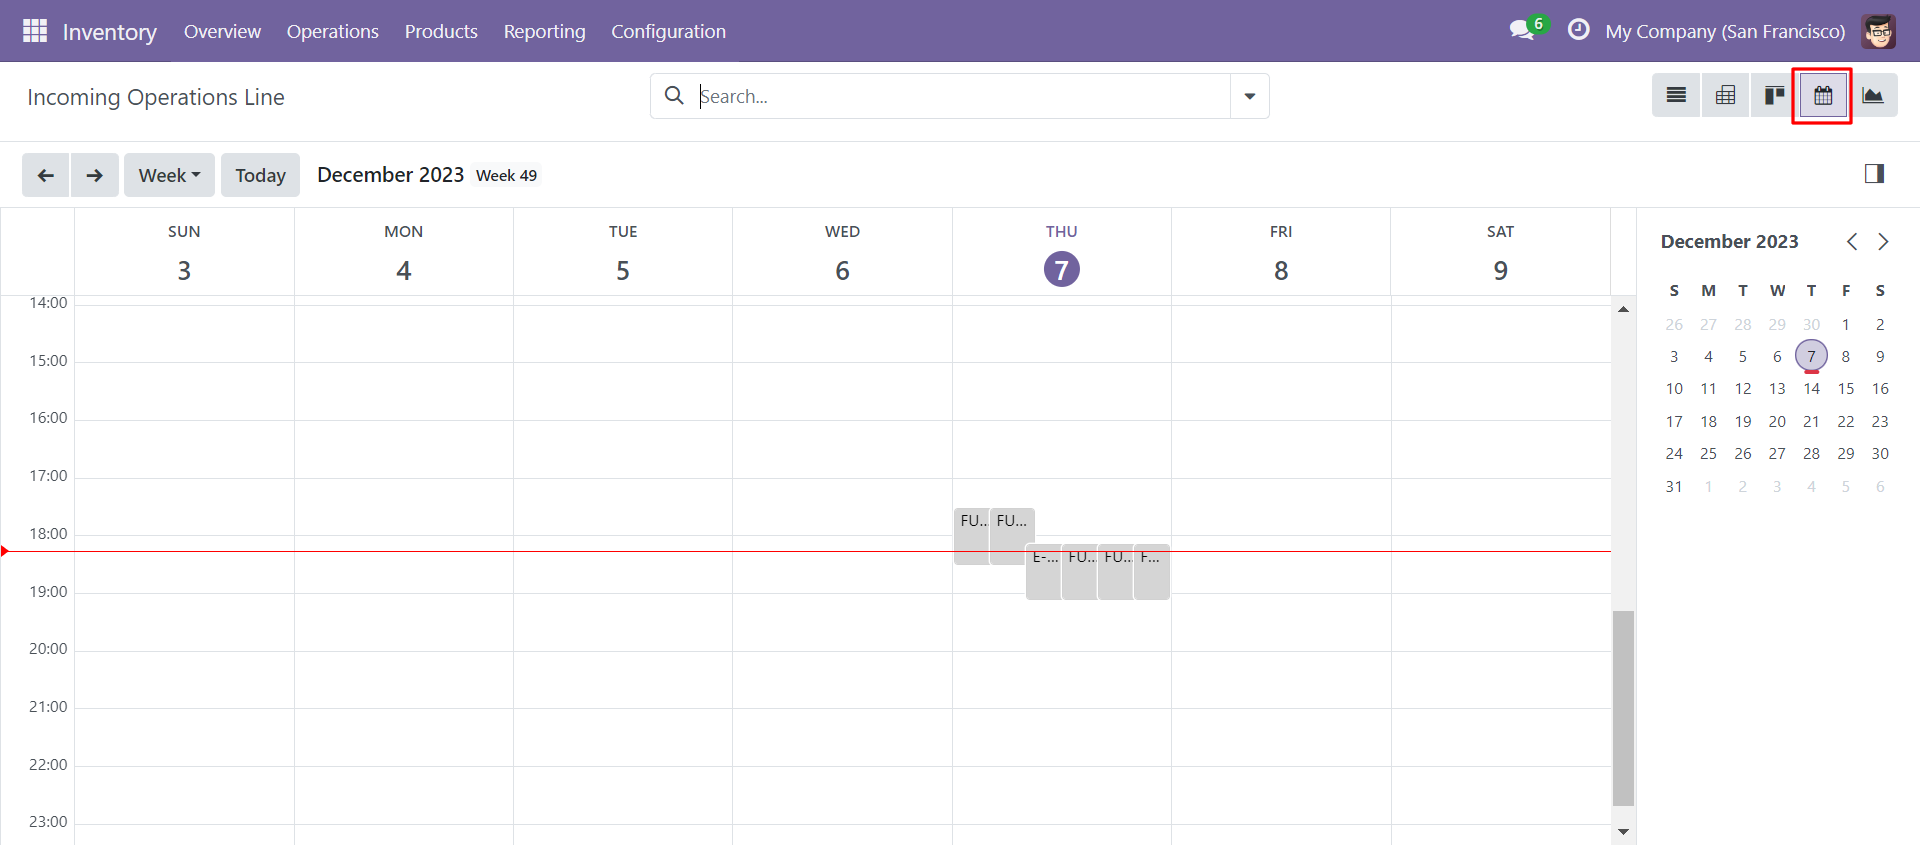 Inventory Overview Operations Products Reporting Configuration 6 My Company (San Francisco)
Incoming Operations Line Search...
Week Today December 2023 Week 49
SUN MON TUE WED THU FRI SAT
3 4 5 6 7 8 9
14:00
15:00
16:00
17:00
18:00
19:00
20:00
21:00
22:00
23:00
FU... FU...
E-... FU... FU... F...
December 2023
S M T W T F S
26 27 28 29 30 1 2
3 4 5 6 7 8 9
10 11 12 13 14 15 16
17 18 19 20 21 22 23
24 25 26 27 28 29 30
31 1 2 3 4 5 6